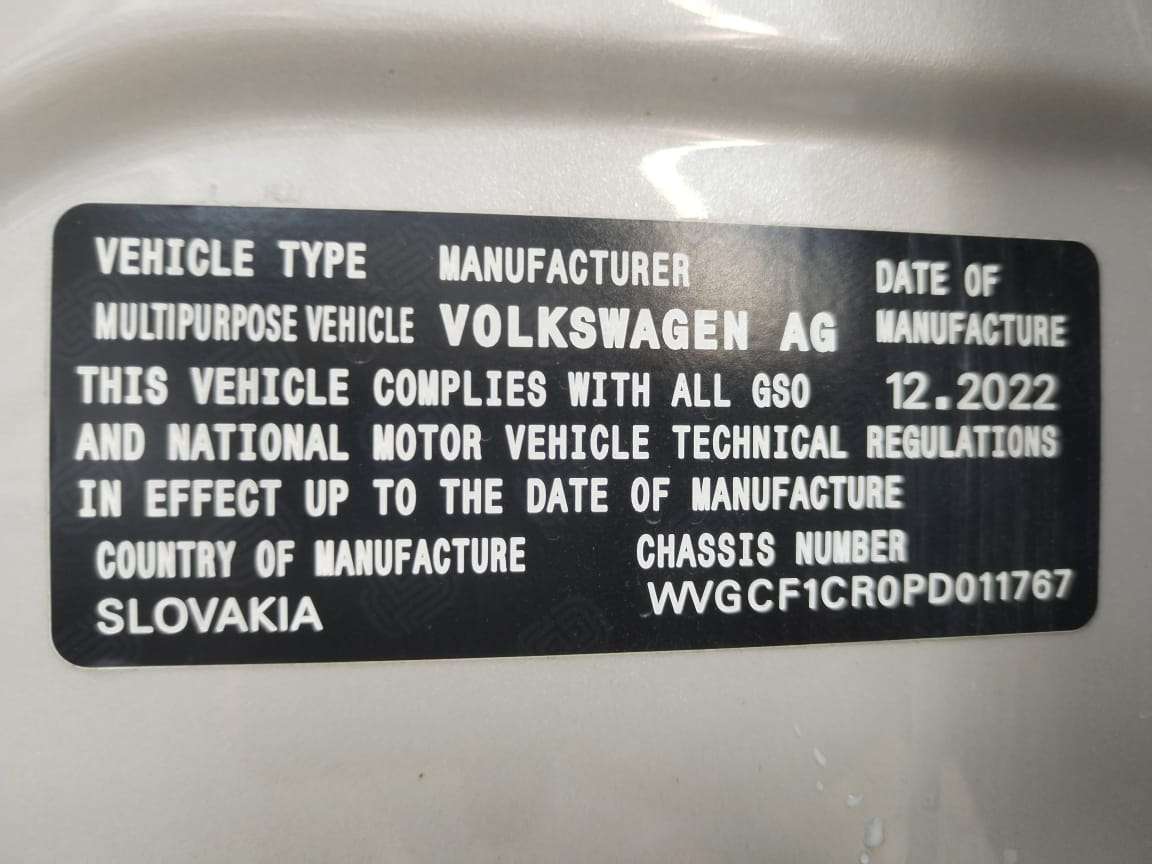 VEHICLE TYPE MANUFACTURER DATE OF
MULTIPURPOSE VEHICLE VOLKSWAGEN AG MANUFACTURE
THIS VEHICLE COMPLIES WITH ALL GSO 12.2022
AND NATIONAL MOTOR VEHICLE TECHNICAL REGULATIONS
IN EFFECT UP TO THE DATE OF MANUFACTURE
COUNTRY OF MANUFACTURE CHASSIS NUMBER
SLOVAKIA WVGCF1CR0PD011767